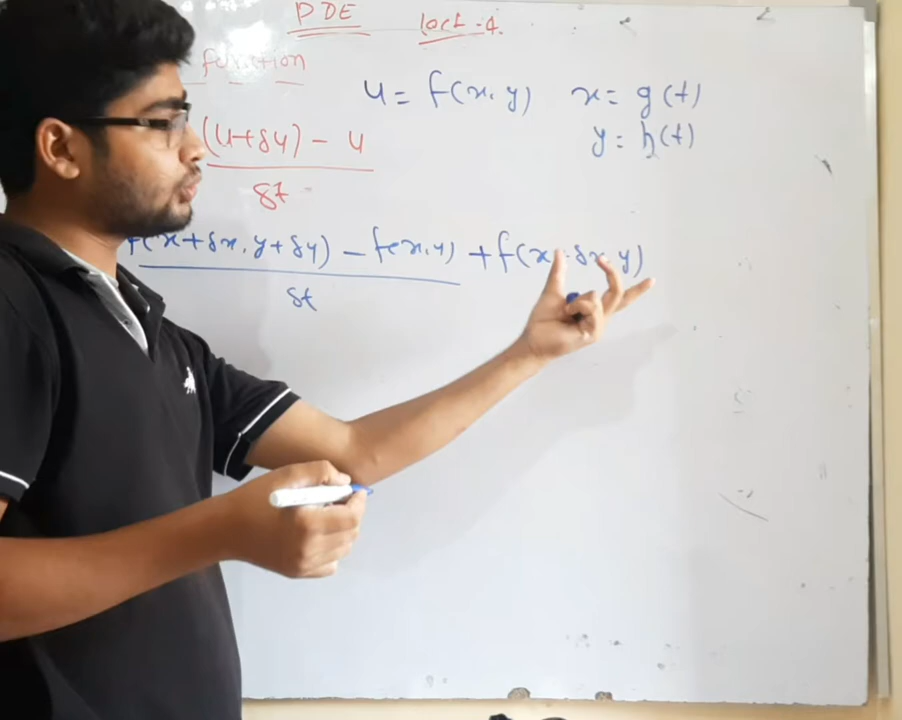 PDE Lect-4.
function
u = f(x, y) x = g(t)
y = h(t)
(u+δu) - u
δt
f(x+δx, y+δy) - f(x, y) + f(x+δx, y)
δt